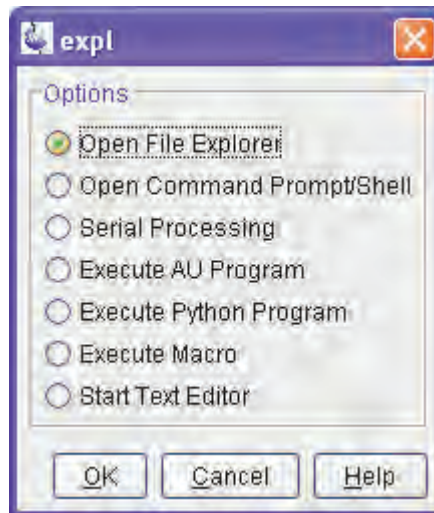 expl
Options
Open File Explorer
Open Command Prompt/Shell
Serial Processing
Execute AU Program
Execute Python Program
Execute Macro
Start Text Editor
OK Cancel Help